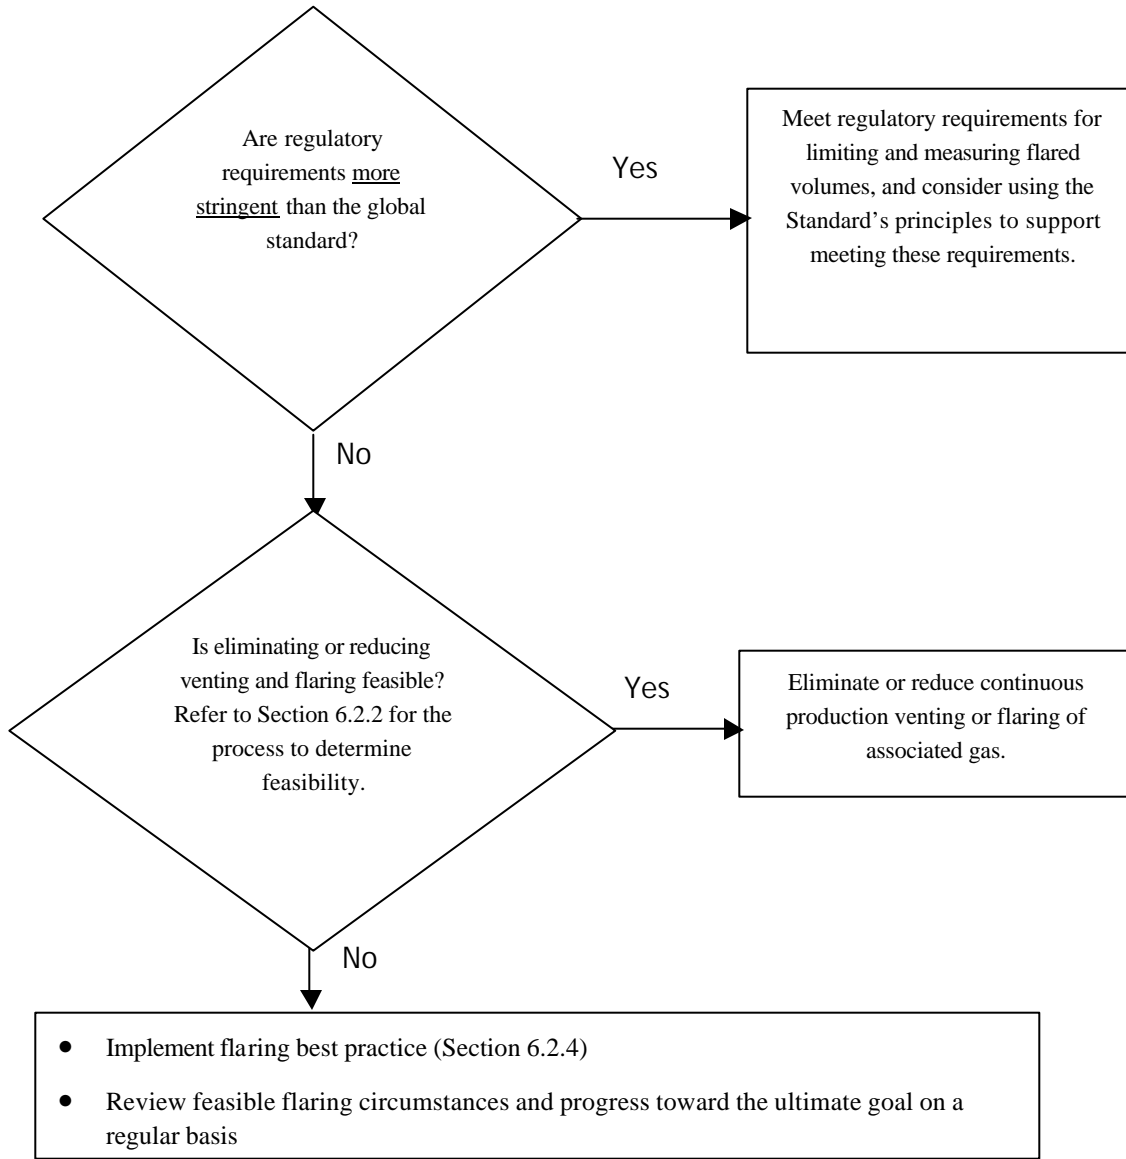 Are regulatory
requirements more
stringent than the global
standard?
Yes
Meet regulatory requirements for
limiting and measuring flared
volumes, and consider using the
Standard’s principles to support
meeting these requirements.
No
Is eliminating or reducing
venting and flaring feasible?
Refer to Section 6.2.2 for the
process to determine
feasibility.
Yes
Eliminate or reduce continuous
production venting or flaring of
associated gas.
No
● Implement flaring best practice (Section 6.2.4)
● Review feasible flaring circumstances and progress toward the ultimate goal on a
regular basis